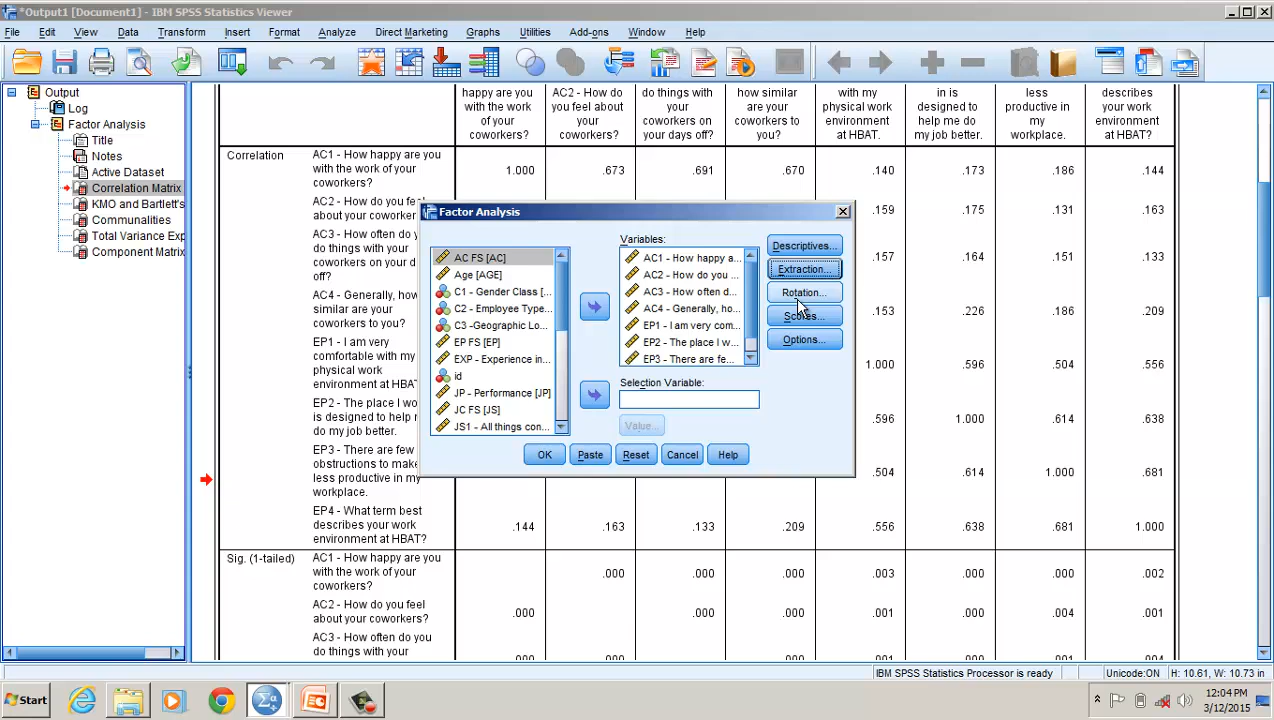 *Output1 [Document1] - IBM SPSS Statistics Viewer
File Edit View Data Transform Insert Format Analyze Direct Marketing Graphs Utilities Add-ons Window Help
Output
Log
Factor Analysis
Title
Notes
Active Dataset
Correlation Matrix
KMO and Bartlett's
Communalities
Total Variance Exp
Component Matrix
happy are you
with the work
of your
coworkers?
AC2 - How do
you feel about
your
coworkers?
do things with
your
coworkers on
your days off?
how similar
are your
coworkers to
you?
with my
physical work
environment
at HBAT.
in is
designed to
help me do
my job better.
less
productive in
my
workplace.
describes
your work
environment
at HBAT?
Correlation
AC1 - How happy are you
with the work of your
coworkers?
1.000 .673 .691 .670 .140 .173 .186 .144
AC2 - How do you feel
about your coworker
.159 .175 .131 .163
AC3 - How often do
do things with your
coworkers on your d
off?
.157 .164 .151 .133
AC4 - Generally, how
similar are your
coworkers to you?
.153 .226 .186 .209
EP1 - I am very
comfortable with my
physical work
environment at HBAT
1.000 .596 .504 .556
EP2 - The place I wo
is designed to help
do my job better.
.596 1.000 .614 .638
EP3 - There are few
obstructions to make
less productive in my
workplace.
.504 .614 1.000 .681
EP4 - What term best
describes your work
environment at HBAT?
.144 .163 .133 .209 .556 .638 .681 1.000
Sig. (1-tailed)
AC1 - How happy are you
with the work of your
coworkers?
.000 .000 .000 .003 .000 .000 .002
AC2 - How do you feel
about your coworkers?
.000 .000 .000 .001 .000 .004 .001
AC3 - How often do you
do things with your
Factor Analysis
AC FS [AC]
Age [AGE]
C1 - Gender Class [...
C2 - Employee Type...
C3 -Geographic Lo...
EP FS [EP]
EXP - Experience in...
id
JP - Performance [JP]
JC FS [JS]
JS1 - All things con...
Variables:
AC1 - How happy a...
AC2 - How do you ...
AC3 - How often d...
AC4 - Generally, ho...
EP1 - I am very com...
EP2 - The place I w...
EP3 - There are fe...
Selection Variable:
Value...
Descriptives...
Extraction...
Rotation...
Scores...
Options...
OK Paste Reset Cancel Help
IBM SPSS Statistics Processor is ready Unicode:ON H: 10.61, W: 10.73 in
Start
12:04 PM
3/12/2015